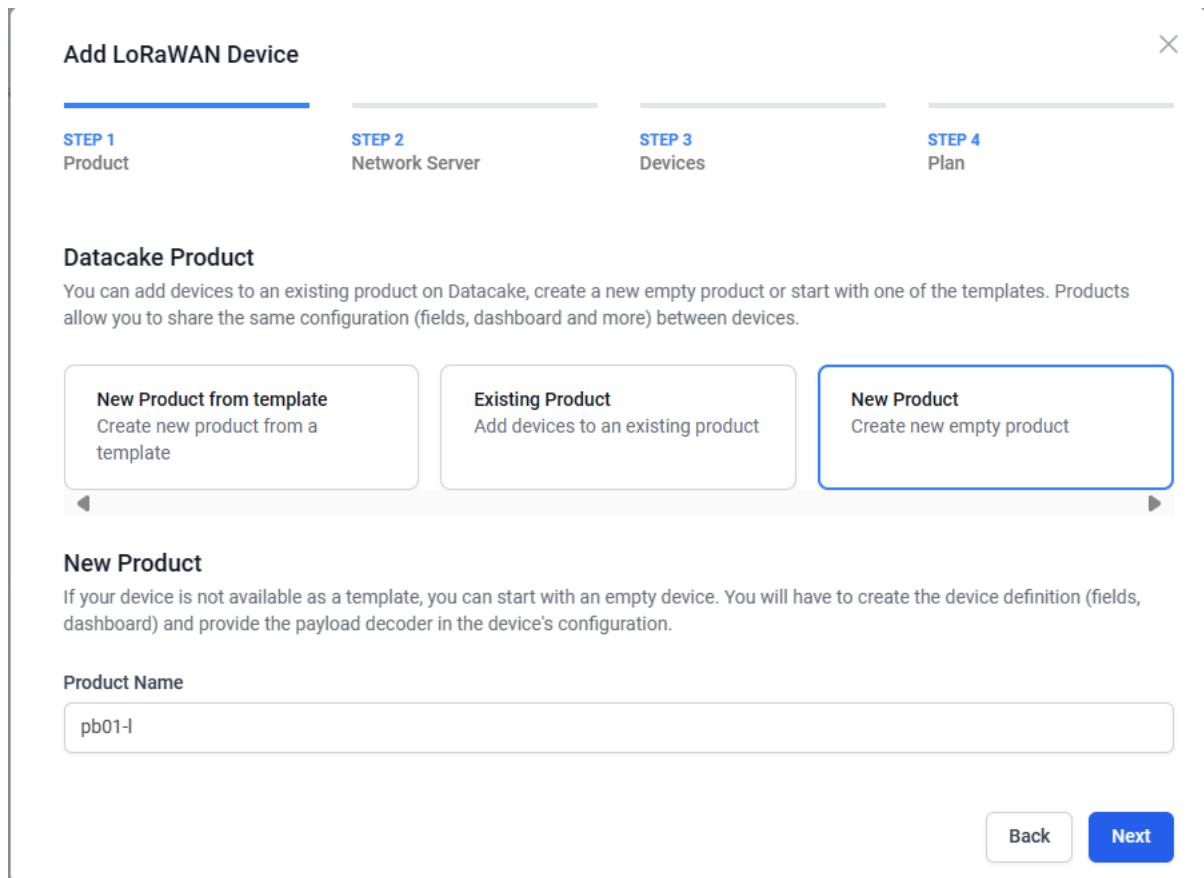 Add LoRaWAN Device
STEP 1
Product
STEP 2
Network Server
STEP 3
Devices
STEP 4
Plan
Datacake Product
You can add devices to an existing product on Datacake, create a new empty product or start with one of the templates. Products
allow you to share the same configuration (fields, dashboard and more) between devices.
New Product from template
Create new product from a
template
Existing Product
Add devices to an existing product
New Product
Create new empty product
New Product
If your device is not available as a template, you can start with an empty device. You will have to create the device definition (fields,
dashboard) and provide the payload decoder in the device's configuration.
Product Name
pb01-l
Back
Next